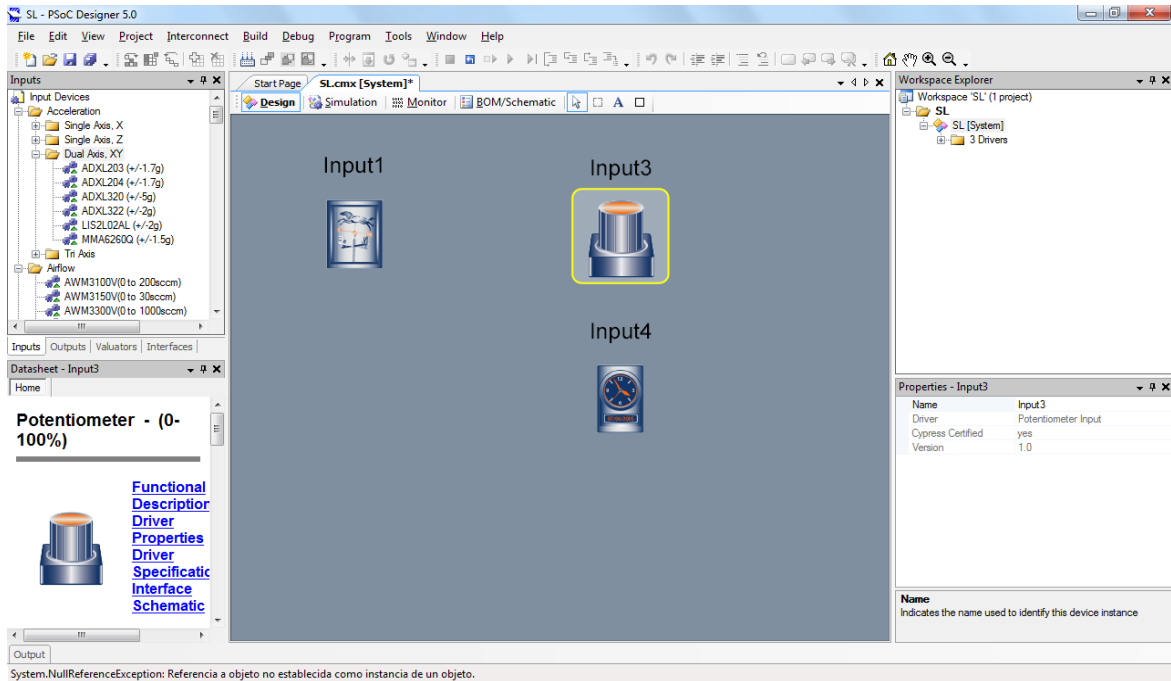 SL - PSoC Designer 5.0
File Edit View Project Interconnect Build Debug Program Tools Window Help
Inputs
Input Devices
Acceleration
Single Axis, X
Single Axis, Z
Dual Axis, XY
ADXL203 (+/-1.7g)
ADXL204 (+/-1.7g)
ADXL320 (+/-5g)
ADXL322 (+/-2g)
LIS2L02AL (+/-2g)
MMA6260Q (+/-1.5g)
Tri Axis
Airflow
AWM3100V(0 to 200sccm)
AWM3150V(0 to 30sccm)
AWM3300V(0 to 1000sccm)
Inputs Outputs Valuators Interfaces
Datasheet - Input3
Home
Potentiometer - (0-
100%)
Functional
Description
Driver
Properties
Driver
Specificatic
Interface
Schematic
Start Page SL.cmx [System]*
Design Simulation Monitor BOM/Schematic A
Input1
Input3
Input4
Workspace Explorer
Workspace 'SL' (1 project)
SL
SL [System]
3 Drivers
Properties - Input3
Name Input3
Driver Potentiometer Input
Cypress Certified yes
Version 1.0
Name
Indicates the name used to identify this device instance
Output
System.NullReferenceException: Referencia a objeto no establecida como instancia de un objeto.